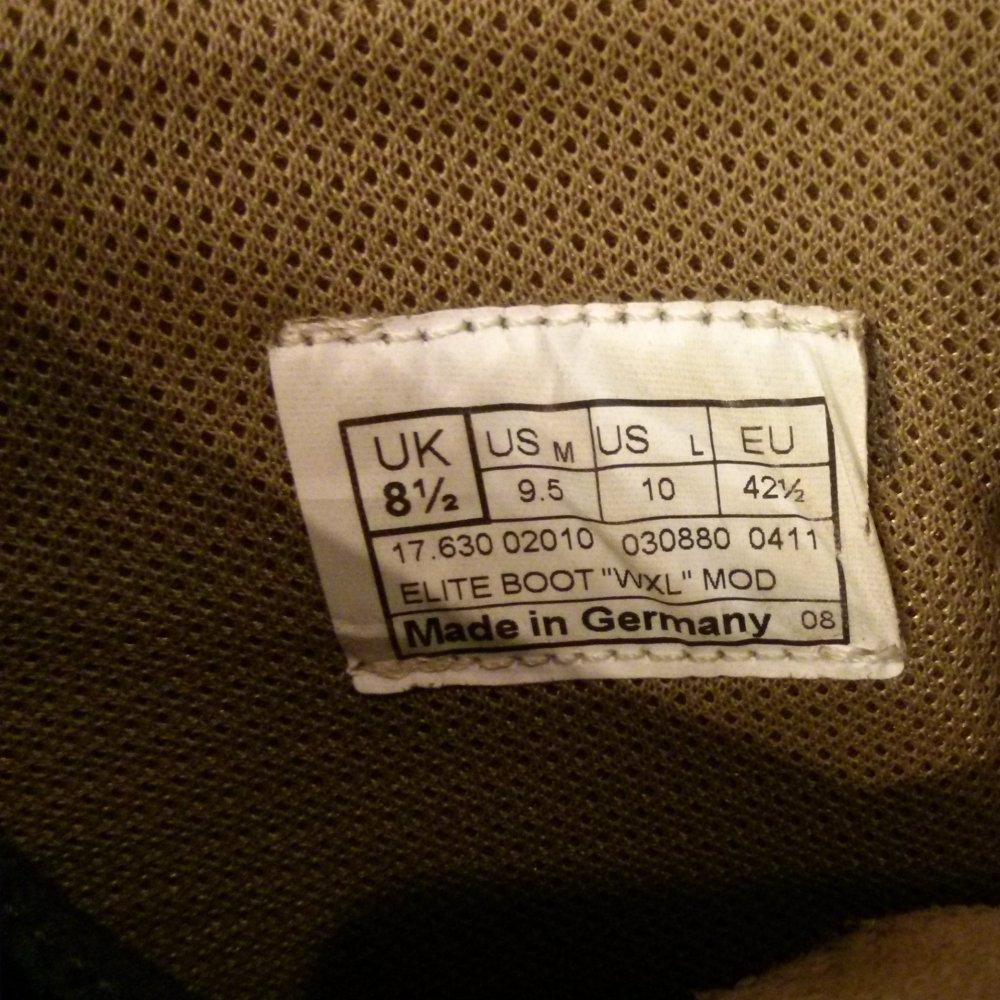 UK US M US L EU
8½ 9.5 10 42½
17.630 02010 030880 0411
ELITE BOOT "WXL" MOD
Made in Germany 08